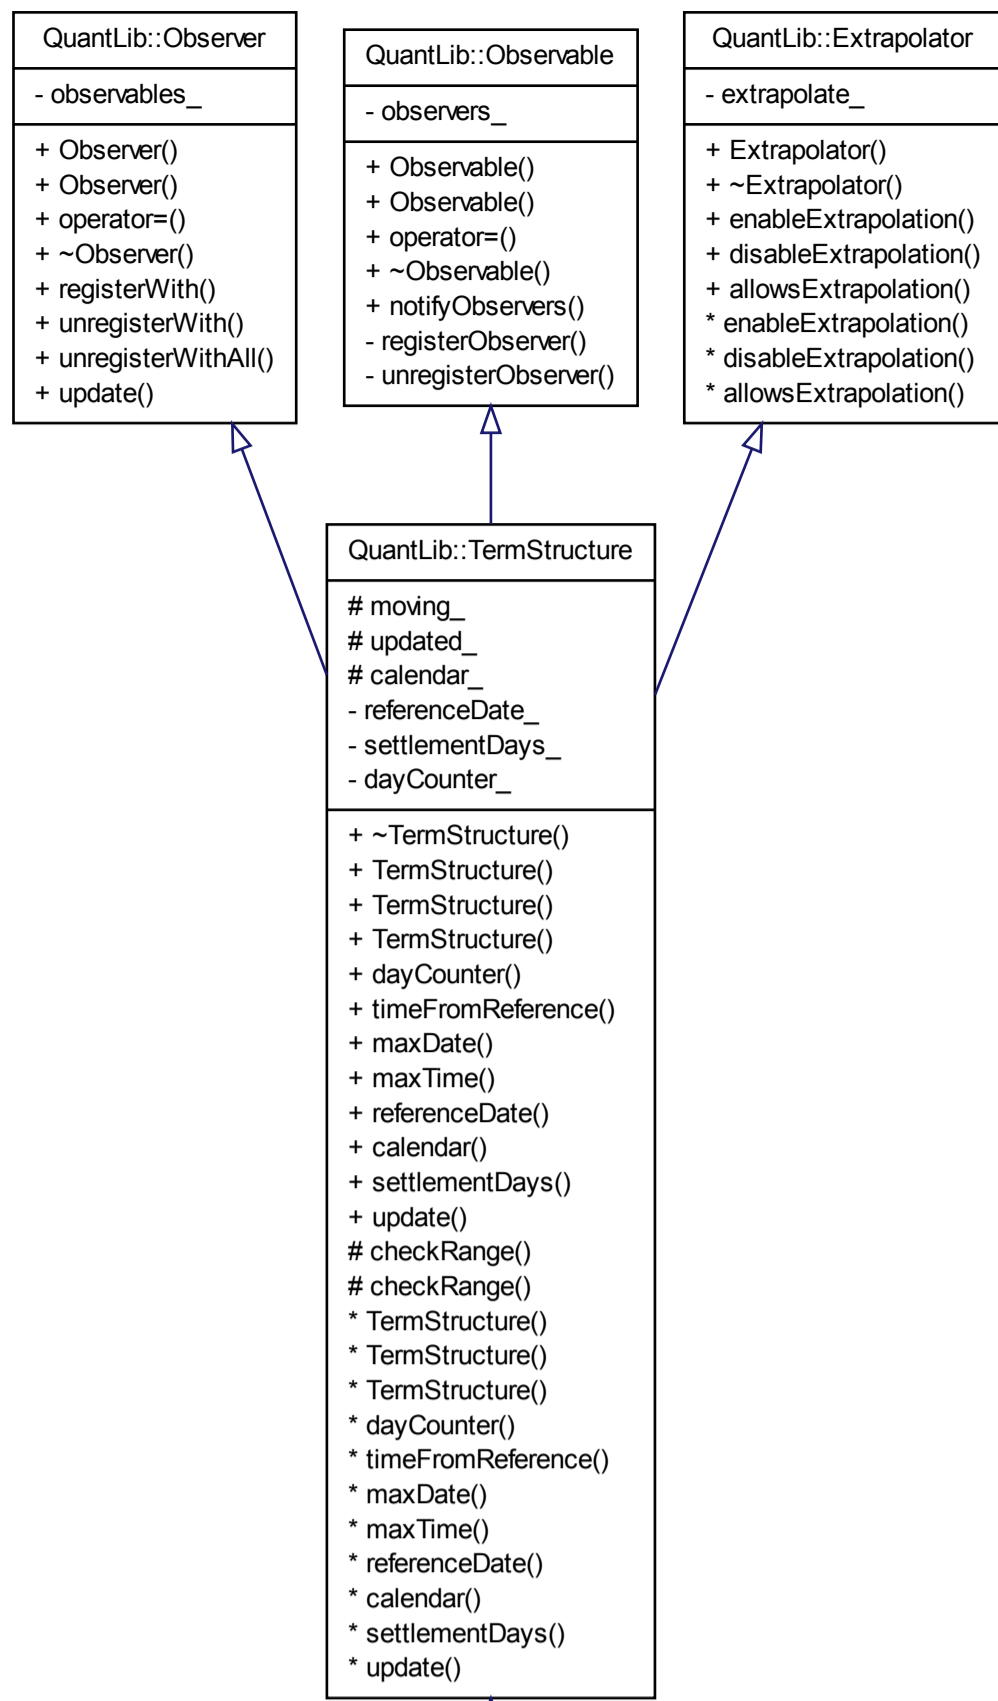 QuantLib::Observer
- observables_
+ Observer()
+ Observer()
+ operator=()
+ ~Observer()
+ registerWith()
+ unregisterWith()
+ unregisterWithAll()
+ update()
QuantLib::Observable
- observers_
+ Observable()
+ Observable()
+ operator=()
+ ~Observable()
+ notifyObservers()
- registerObserver()
- unregisterObserver()
QuantLib::Extrapolator
- extrapolate_
+ Extrapolator()
+ ~Extrapolator()
+ enableExtrapolation()
+ disableExtrapolation()
+ allowsExtrapolation()
* enableExtrapolation()
* disableExtrapolation()
* allowsExtrapolation()
QuantLib::TermStructure
# moving_
# updated_
# calendar_
- referenceDate_
- settlementDays_
- dayCounter_
+ ~TermStructure()
+ TermStructure()
+ TermStructure()
+ TermStructure()
+ dayCounter()
+ timeFromReference()
+ maxDate()
+ maxTime()
+ referenceDate()
+ calendar()
+ settlementDays()
+ update()
# checkRange()
# checkRange()
* TermStructure()
* TermStructure()
* TermStructure()
* dayCounter()
* timeFromReference()
* maxDate()
* maxTime()
* referenceDate()
* calendar()
* settlementDays()
* update()